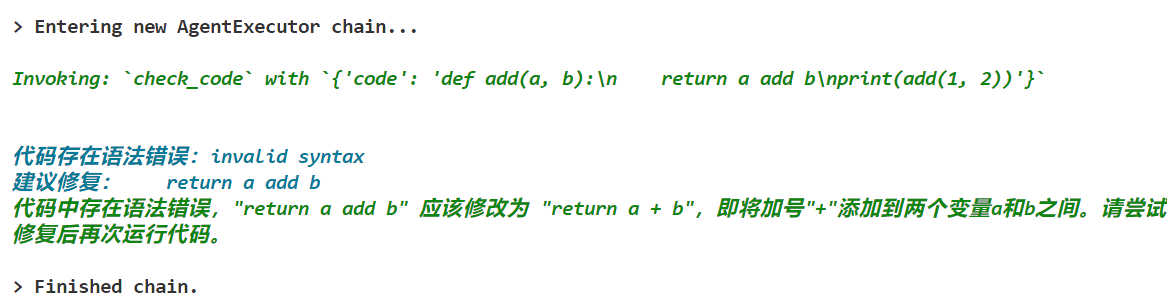 > Entering new AgentExecutor chain...
Invoking: `check_code` with `{'code': 'def add(a, b):\n    return a add b\nprint(add(1, 2))'}`
代码存在语法错误：invalid syntax
建议修复：    return a add b
代码中存在语法错误，"return a add b" 应该修改为 "return a + b"，即将加号"+"添加到两个变量a和b之间。请尝试
修复后再次运行代码。
> Finished chain.